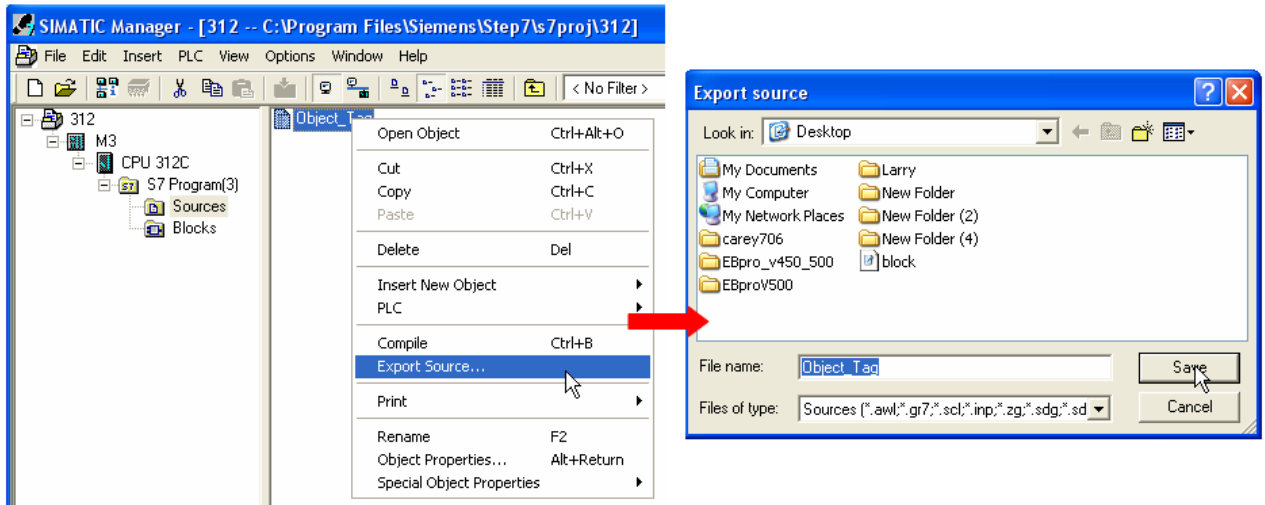 SIMATIC Manager - [312 -- C:\Program Files\Siemens\Step7\s7proj\312]
File Edit Insert PLC View Options Window Help
< No Filter >
312
M3
CPU 312C
S7 Program(3)
Sources
Blocks
Object_Tag
Open Object Ctrl+Alt+O
Cut Ctrl+X
Copy Ctrl+C
Paste Ctrl+V
Delete Del
Insert New Object
PLC
Compile Ctrl+B
Export Source...
Print
Rename F2
Object Properties... Alt+Return
Special Object Properties
Export source
Look in: Desktop
My Documents
My Computer
My Network Places
carey706
EBpro_v450_500
EBproV500
Larry
New Folder
New Folder (2)
New Folder (4)
block
File name: Object_Tag Save
Files of type: Sources (*.awl;*.gr7;*.scl;*.inp;*.zg;*.sdg;*.sd Cancel